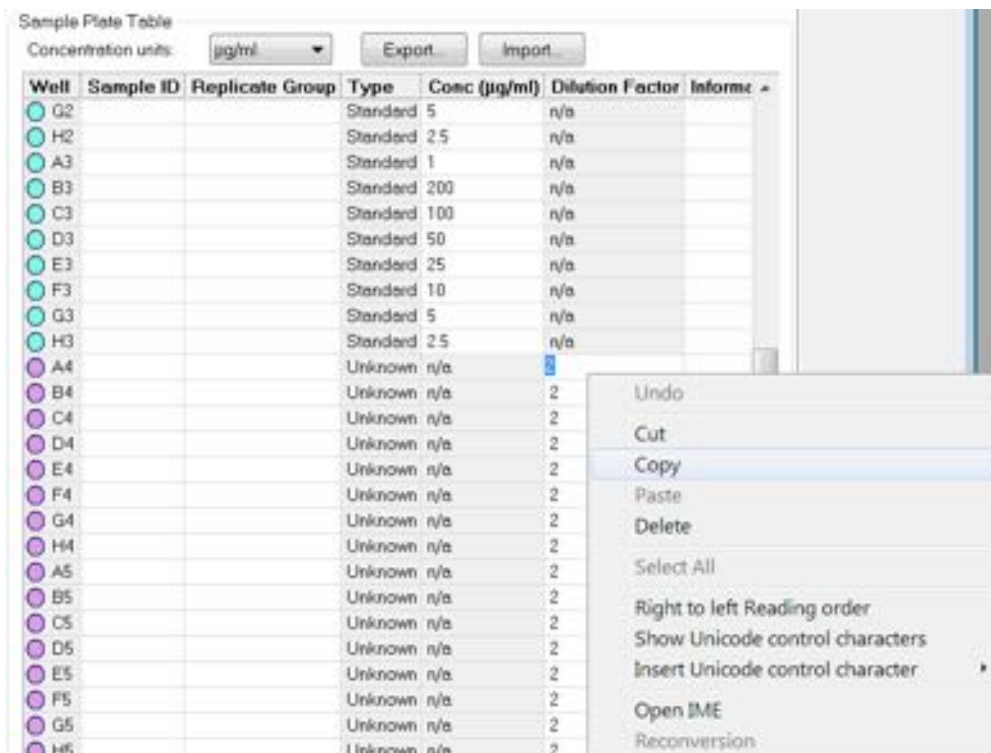 Sample Plate Table
Concentration units: µg/ml Export... Import...
Well Sample ID Replicate Group Type Conc (µg/ml) Dilution Factor Informa
G2 Standard 5 n/a
H2 Standard 2.5 n/a
A3 Standard 1 n/a
B3 Standard 200 n/a
C3 Standard 100 n/a
D3 Standard 50 n/a
E3 Standard 25 n/a
F3 Standard 10 n/a
G3 Standard 5 n/a
H3 Standard 2.5 n/a
A4 Unknown n/a 2
B4 Unknown n/a 2
C4 Unknown n/a 2
D4 Unknown n/a 2
E4 Unknown n/a 2
F4 Unknown n/a 2
G4 Unknown n/a 2
H4 Unknown n/a 2
A5 Unknown n/a 2
B5 Unknown n/a 2
C5 Unknown n/a 2
D5 Unknown n/a 2
E5 Unknown n/a 2
F5 Unknown n/a 2
G5 Unknown n/a 2
H5 Unknown n/a 2
Undo
Cut
Copy
Paste
Delete
Select All
Right to left Reading order
Show Unicode control characters
Insert Unicode control character
Open IME
Reconversion